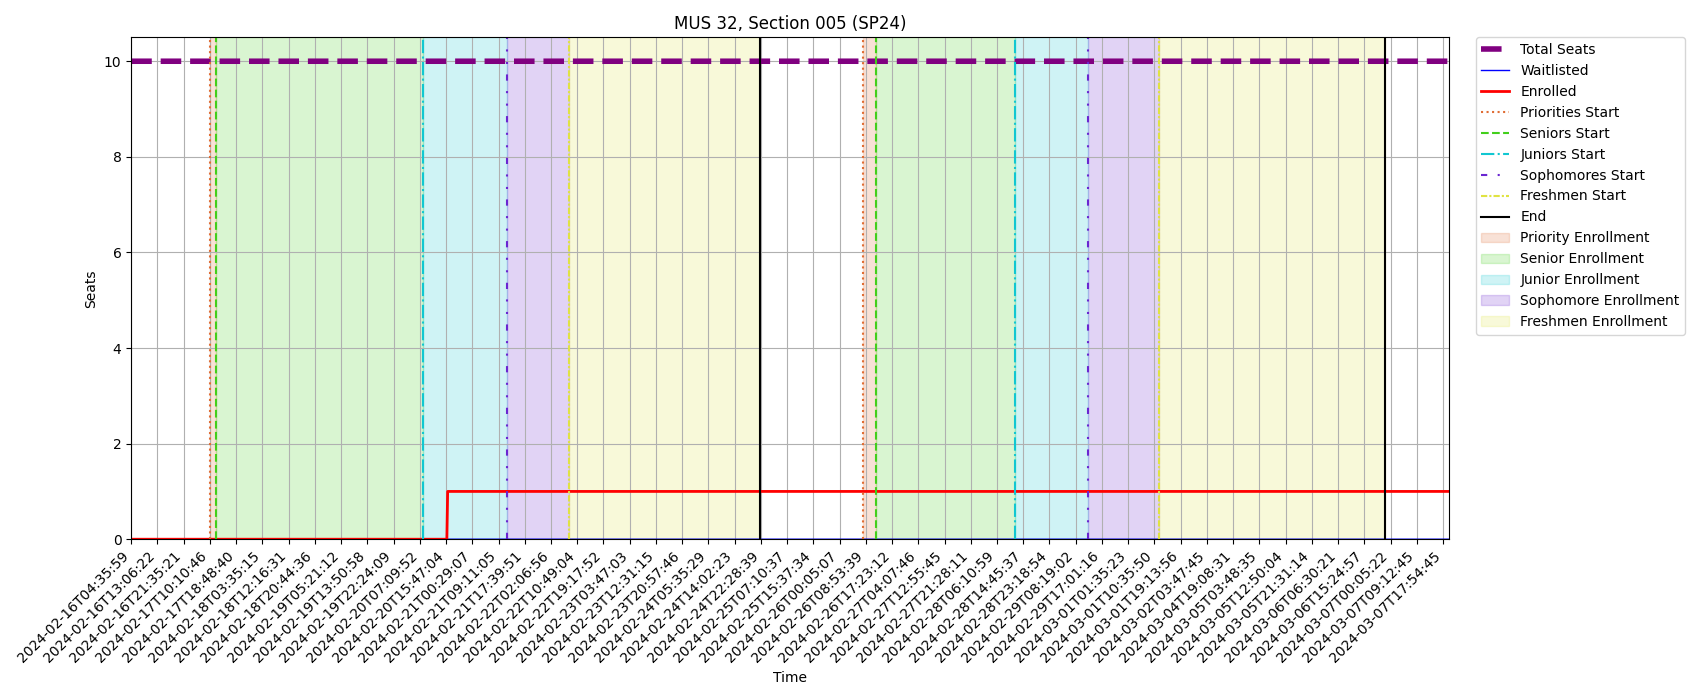 MUS 32, Section 005 (SP24)
Seats
10
8
6
4
2
0
2024-02-16T04:35:59
2024-02-16T13:06:22
2024-02-16T21:35:21
2024-02-17T10:10:46
2024-02-17T18:48:40
2024-02-18T03:35:15
2024-02-18T12:16:31
2024-02-18T20:44:36
2024-02-19T05:21:12
2024-02-19T13:50:58
2024-02-19T22:24:09
2024-02-20T07:09:52
2024-02-20T15:47:04
2024-02-21T00:29:07
2024-02-21T09:11:05
2024-02-21T17:39:51
2024-02-22T02:06:56
2024-02-22T10:49:04
2024-02-22T19:17:52
2024-02-23T03:47:03
2024-02-23T12:31:15
2024-02-23T20:57:46
2024-02-24T05:35:29
2024-02-24T14:02:23
2024-02-24T22:28:39
2024-02-25T07:10:37
2024-02-25T15:37:34
2024-02-26T00:05:07
2024-02-26T08:53:39
2024-02-26T17:23:12
2024-02-27T04:07:46
2024-02-27T12:55:45
2024-02-27T21:28:11
2024-02-28T06:10:59
2024-02-28T14:45:37
2024-02-28T23:18:54
2024-02-29T08:19:02
2024-02-29T17:01:16
2024-03-01T01:35:23
2024-03-01T10:35:50
2024-03-01T19:13:56
2024-03-02T03:47:45
2024-03-04T19:08:31
2024-03-05T03:48:35
2024-03-05T12:50:04
2024-03-05T21:31:14
2024-03-06T06:30:21
2024-03-06T15:24:57
2024-03-07T00:05:22
2024-03-07T09:12:45
2024-03-07T17:54:45
Time
Total Seats
Waitlisted
Enrolled
Priorities Start
Seniors Start
Juniors Start
Sophomores Start
Freshmen Start
End
Priority Enrollment
Senior Enrollment
Junior Enrollment
Sophomore Enrollment
Freshmen Enrollment